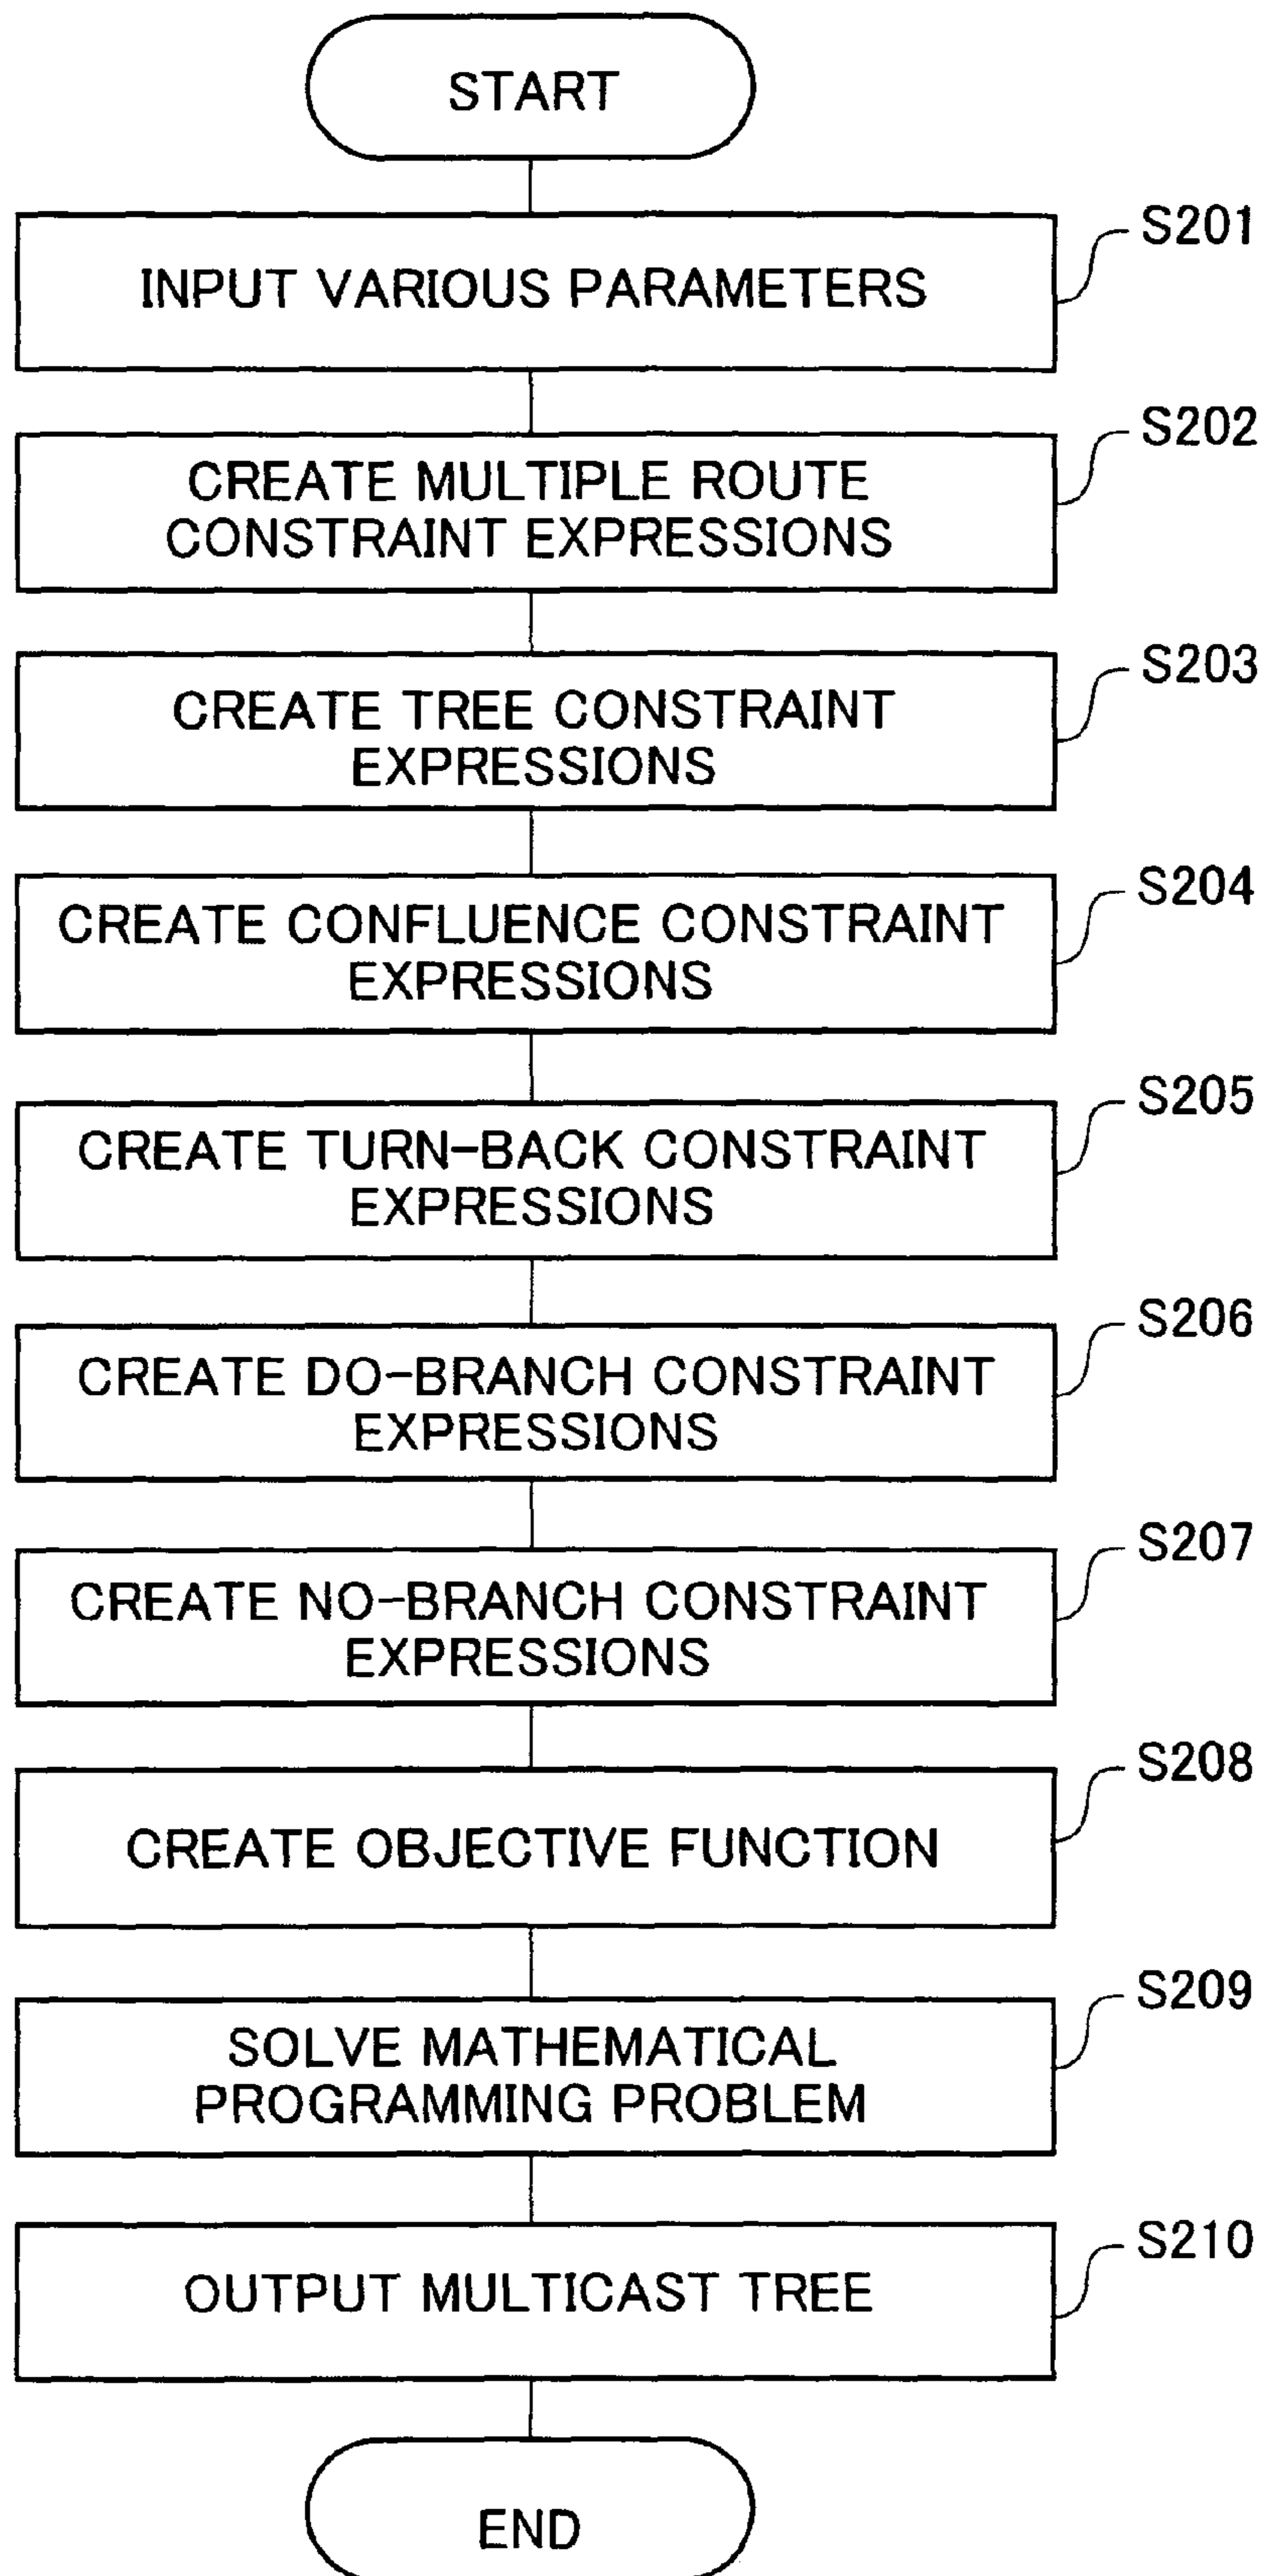 START
S201
INPUT VARIOUS PARAMETERS
S202
CREATE MULTIPLE ROUTE
CONSTRAINT EXPRESSIONS
S203
CREATE TREE CONSTRAINT
EXPRESSIONS
S204
CREATE CONFLUENCE CONSTRAINT
EXPRESSIONS
S205
CREATE TURN-BACK CONSTRAINT
EXPRESSIONS
S206
CREATE DO-BRANCH CONSTRAINT
EXPRESSIONS
S207
CREATE NO-BRANCH CONSTRAINT
EXPRESSIONS
S208
CREATE OBJECTIVE FUNCTION
S209
SOLVE MATHEMATICAL
PROGRAMMING PROBLEM
S210
OUTPUT MULTICAST TREE
END